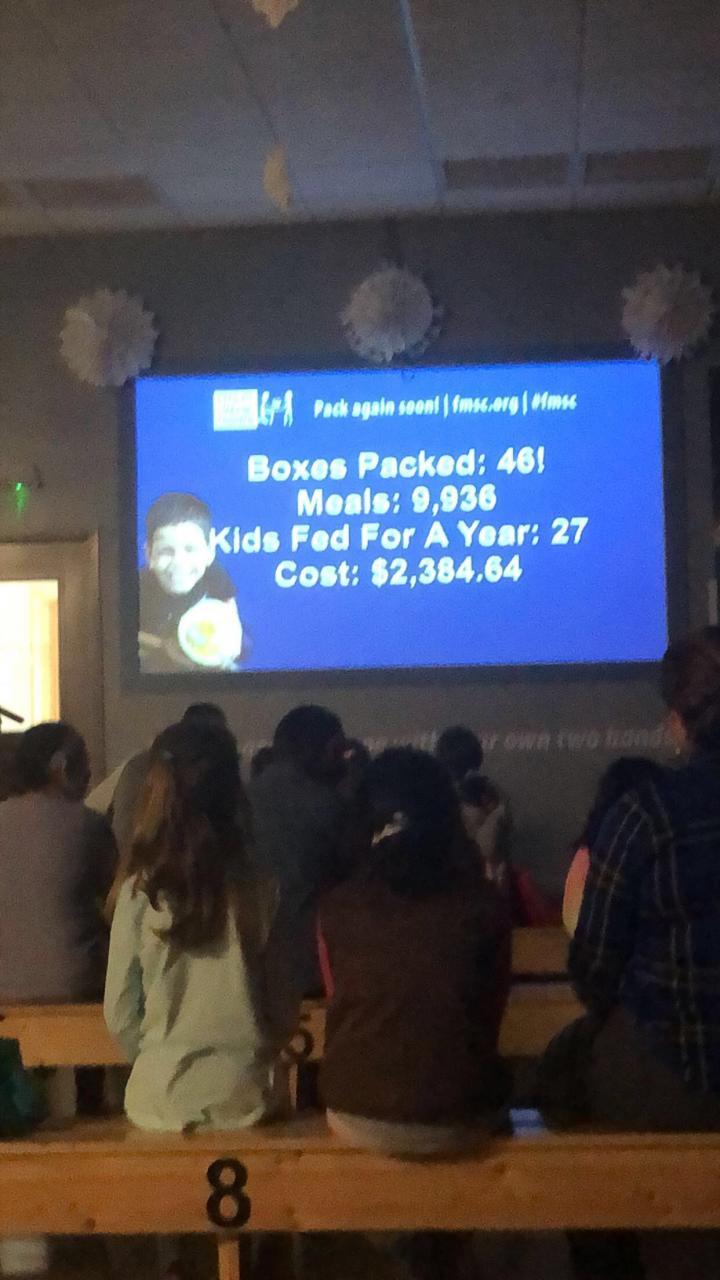 Pack again soon! | fmsc.org | #fmsc
Boxes Packed: 46!
Meals: 9,936
Kids Fed For A Year: 27
Cost: $2,384.64
own two hands
8